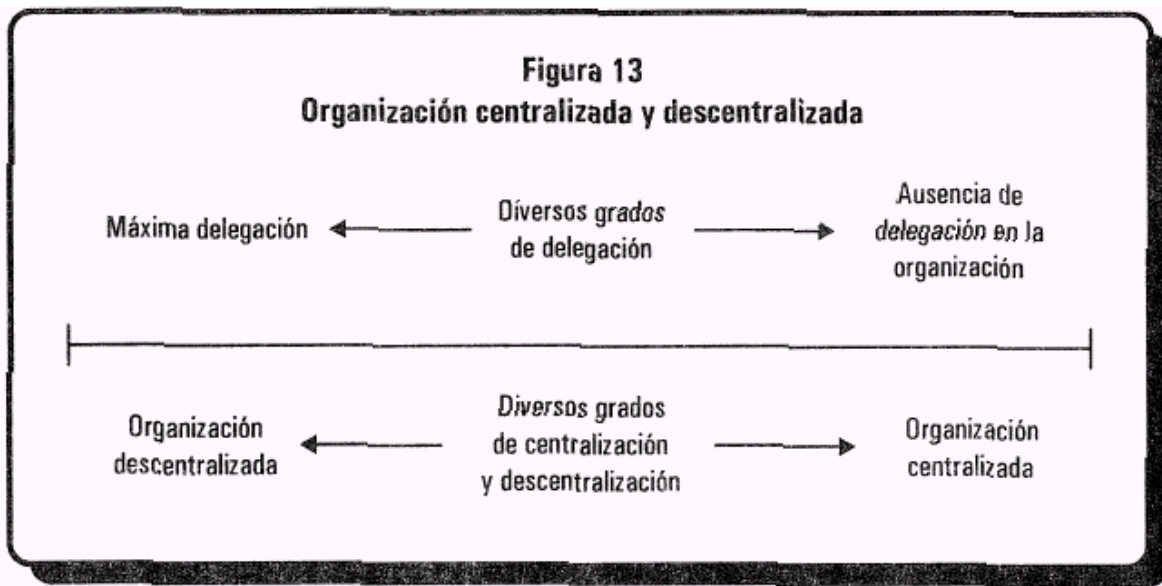 Figura 13
Organización centralizada y descentralizada
Máxima delegación
Diversos grados
de delegación
Ausencia de
delegación en la
organización
Organización
descentralizada
Diversos grados
de centralización
y descentralización
Organización
centralizada